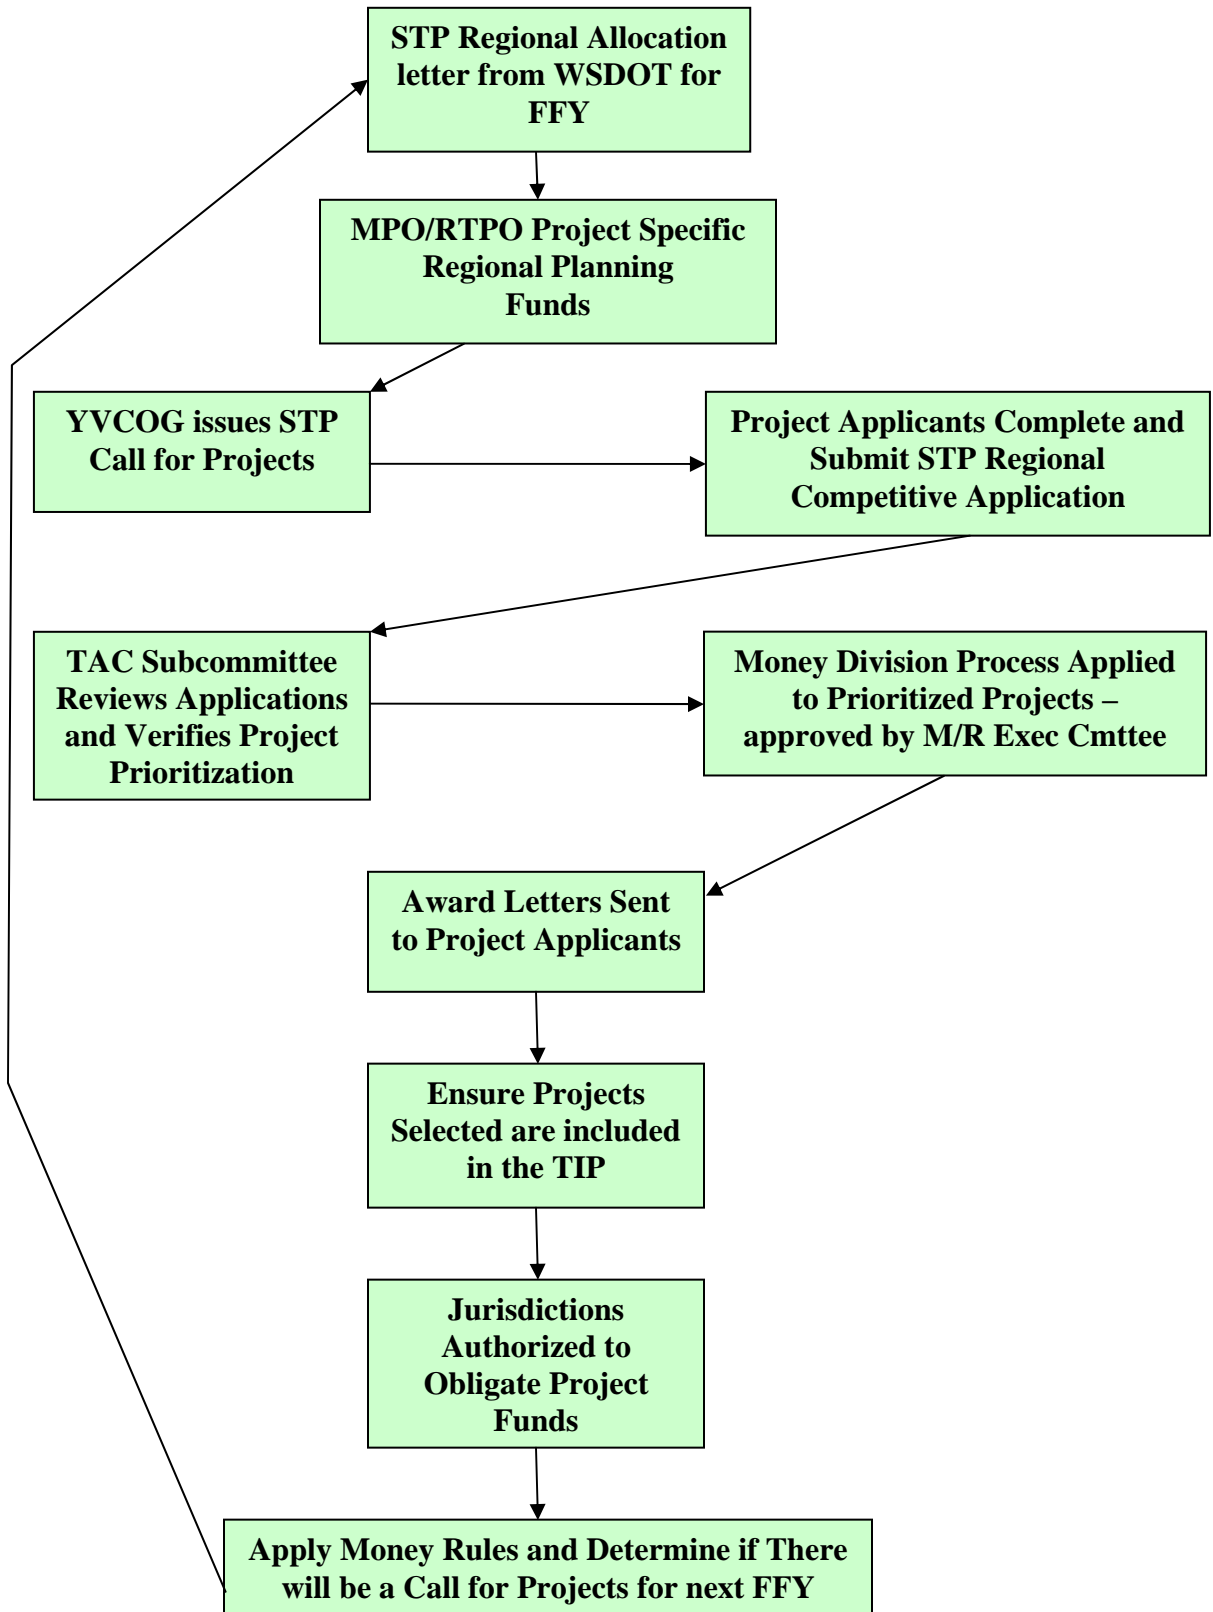 STP Regional Allocation
letter from WSDOT for
FFY
MPO/RTPO Project Specific
Regional Planning
Funds
YVCOG issues STP
Call for Projects
Project Applicants Complete and
Submit STP Regional
Competitive Application
TAC Subcommittee
Reviews Applications
and Verifies Project
Prioritization
Money Division Process Applied
to Prioritized Projects –
approved by M/R Exec Cmttee
Award Letters Sent
to Project Applicants
Ensure Projects
Selected are included
in the TIP
Jurisdictions
Authorized to
Obligate Project
Funds
Apply Money Rules and Determine if There
will be a Call for Projects for next FFY